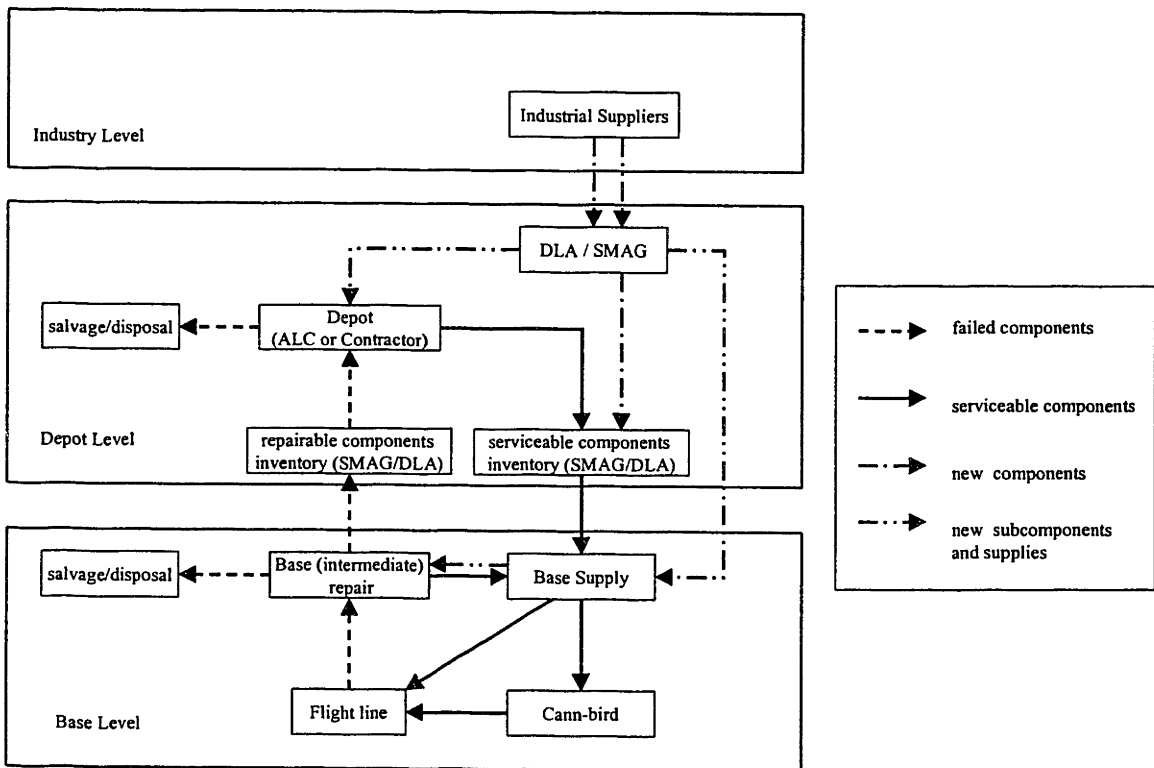 Industrial Suppliers
Industry Level
DLA / SMAG
salvage/disposal
Depot
(ALC or Contractor)
Depot Level
repairable components
inventory (SMAG/DLA)
serviceable components
inventory (SMAG/DLA)
salvage/disposal
Base (intermediate)
repair
Base Supply
Flight line
Cann-bird
Base Level
failed components
serviceable components
new components
new subcomponents
and supplies